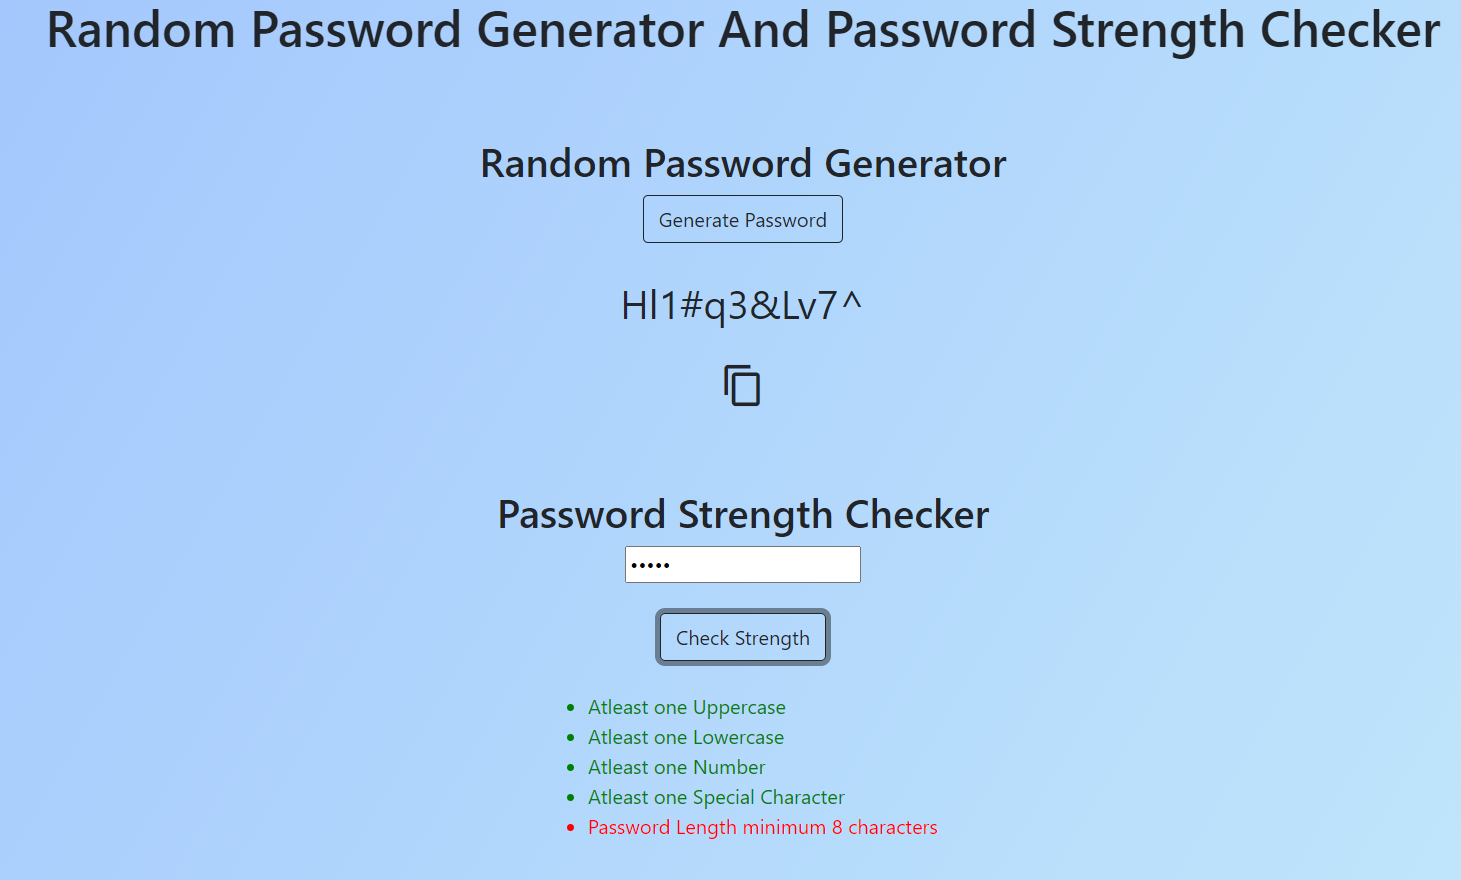 Random Password Generator And Password Strength Checker
Random Password Generator
Generate Password
Hl1#q3&Lv7^
Password Strength Checker
•••••
Check Strength
• Atleast one Uppercase
• Atleast one Lowercase
• Atleast one Number
• Atleast one Special Character
• Password Length minimum 8 characters